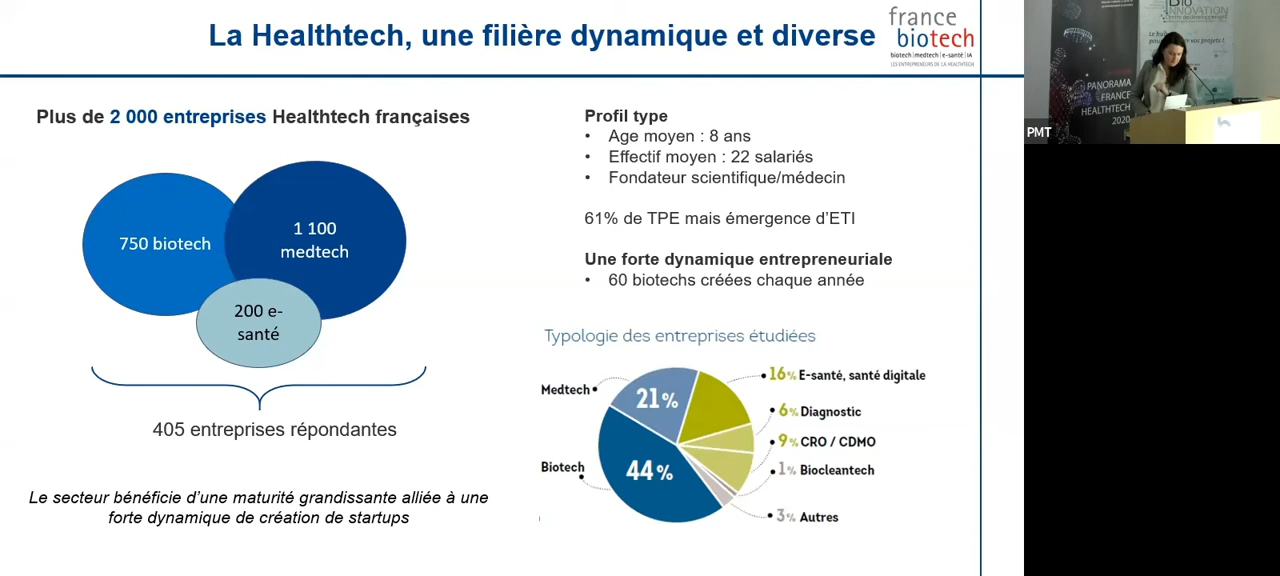 La Healthtech, une filière dynamique et diverse
france
biotech
biotech | medtech | e-santé | IA
LES ENTREPRENEURS DE LA HEALTHTECH
Plus de 2 000 entreprises Healthtech françaises
750 biotech
1 100
medtech
200 e-
santé
405 entreprises répondantes
Le secteur bénéficie d'une maturité grandissante alliée à une
forte dynamique de création de startups
Profil type
• Age moyen : 8 ans
• Effectif moyen : 22 salariés
• Fondateur scientifique/médecin
61% de TPE mais émergence d'ETI
Une forte dynamique entrepreneuriale
• 60 biotechs créées chaque année
Typologie des entreprises étudiées
Medtech
21%
16% E-santé, santé digitale
6% Diagnostic
9% CRO / CDMO
Biotech
44%
1% Biocleantech
3% Autres
PANORAMA
FRANCE
HEALTHTECH
2020
INNOVATION
PMT